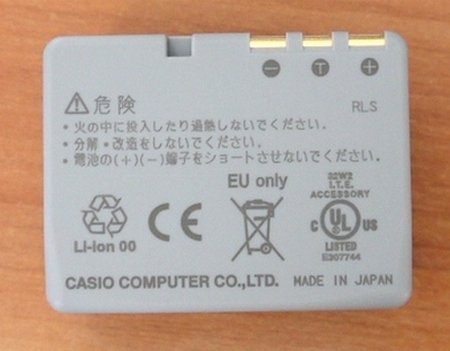 − T +
RLS
⚠危険
・火の中に投入したり過熱しないでください。
・分解・改造をしないでください。
・電池の(+)(-)端子をショートさせないでください。
EU only
32W2
I.T.E.
ACCESSORY
C UL US
LISTED
E307744
CE
Li-ion 00
CASIO COMPUTER CO.,LTD. MADE IN JAPAN